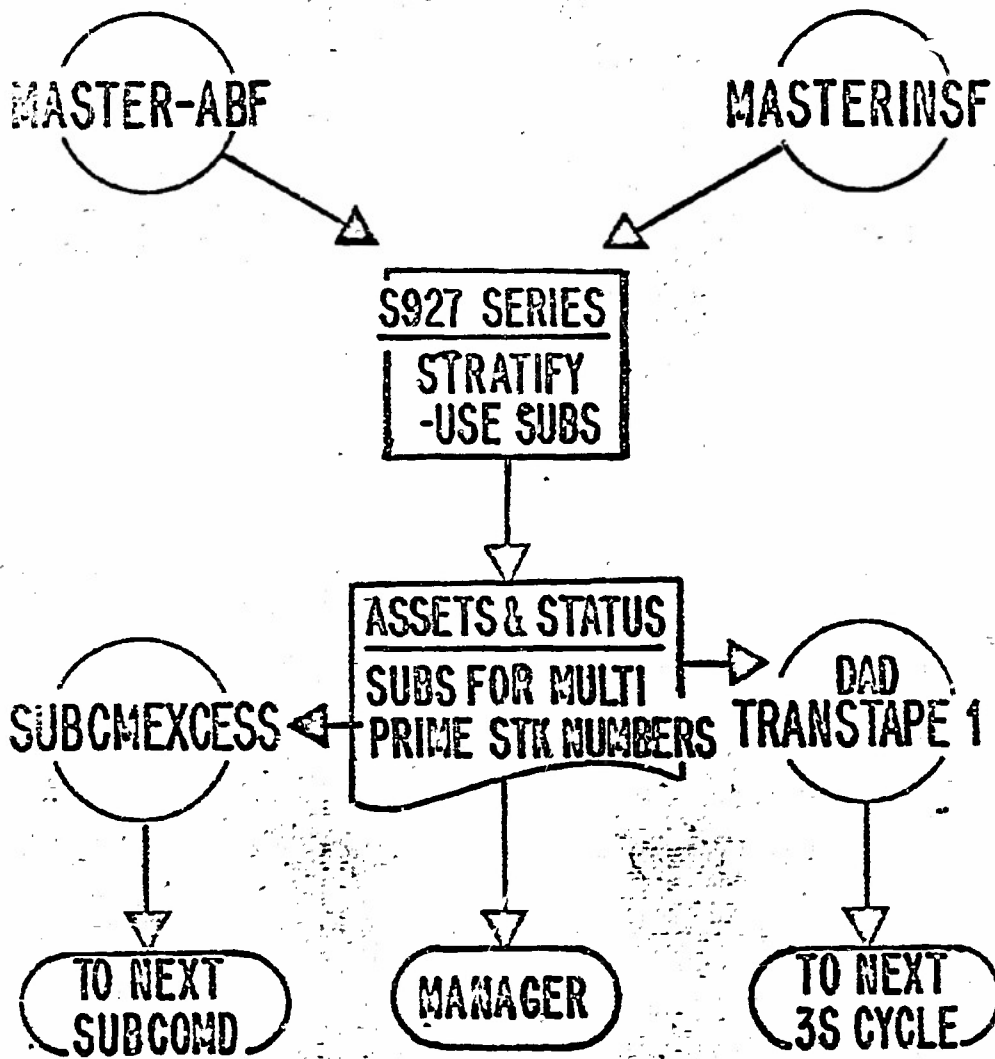 MASTER-ABF
MASTERINSF
S927 SERIES
STRATIFY
-USE SUBS
ASSETS & STATUS
SUBS FOR MULTI
PRIME STK NUMBERS
SUBCMEXCESS
DAD
TRANSTAPE 1
TO NEXT
SUBCOMD
MANAGER
TO NEXT
3S CYCLE